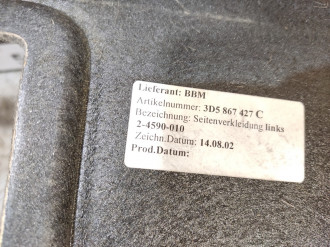 Lieferant: BBM
Artikelnummer: 3D5 867 427 C
Bezeichnung: Seitenverkleidung links
2-4590-010
Zeichn.Datum: 14.08.02
Prod.Datum: